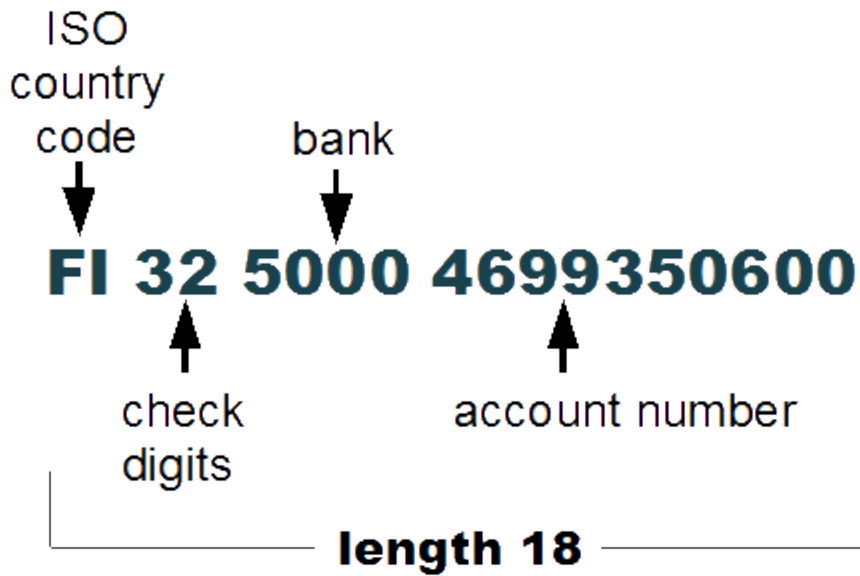 ISO
country
code
bank
FI 32 5000 4699350600
check
digits
account number
length 18